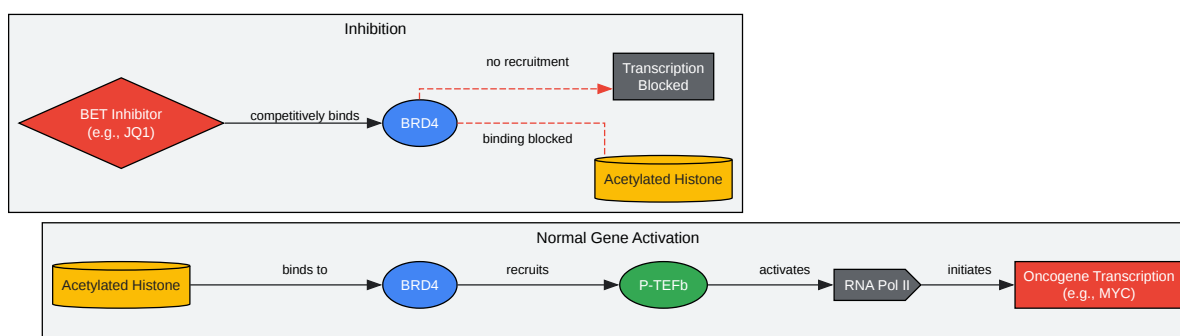 Inhibition
no recruitment
Transcription
Blocked
BET Inhibitor
(e.g., JQ1)
competitively binds
BRD4
binding blocked
Acetylated Histone
Normal Gene Activation
Acetylated Histone
binds to
BRD4
recruits
P-TEFb
activates
RNA Pol II
initiates
Oncogene Transcription
(e.g., MYC)